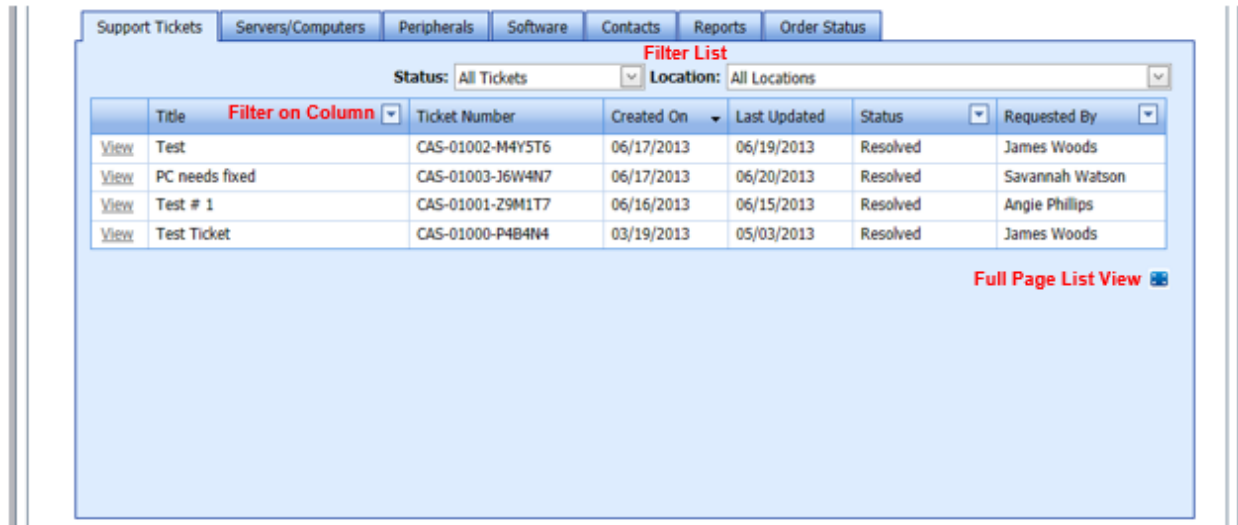 Support Tickets Servers/Computers Peripherals Software Contacts Reports Order Status
Filter List
Status: All Tickets Location: All Locations
Title Filter on Column Ticket Number Created On Last Updated Status Requested By
View Test CAS-01002-M4Y5T6 06/17/2013 06/19/2013 Resolved James Woods
View PC needs fixed CAS-01003-J6W4N7 06/17/2013 06/20/2013 Resolved Savannah Watson
View Test # 1 CAS-01001-Z9M1T7 06/16/2013 06/15/2013 Resolved Angie Phillips
View Test Ticket CAS-01000-P4B4N4 03/19/2013 05/03/2013 Resolved James Woods
Full Page List View